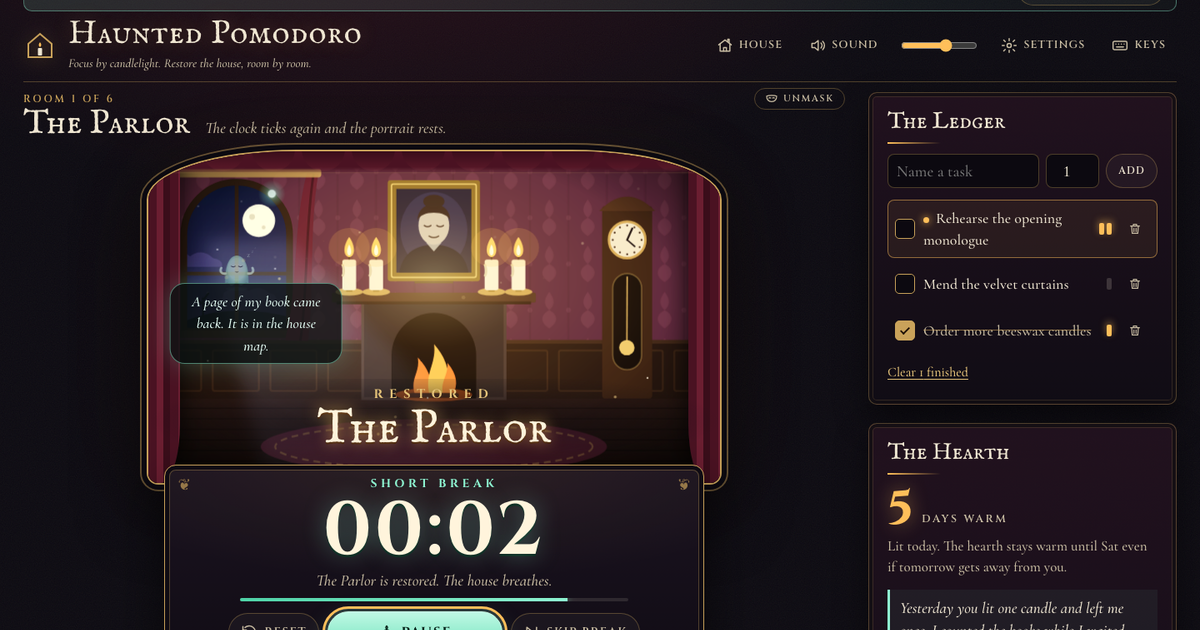 Haunted Pomodoro
Focus by candlelight. Restore the house, room by room.
HOUSE
SOUND
SETTINGS
KEYS
ROOM 1 OF 6
The Parlor
The clock ticks again and the portrait rests.
UNMASK
A page of my book came
back. It is in the house
map.
RESTORED
The Parlor
SHORT BREAK
00:02
The Parlor is restored. The house breathes.
RESET
PAUSE
SKIP BREAK
The Ledger
Name a task
1
ADD
Rehearse the opening
monologue
Mend the velvet curtains
Order more beeswax candles
Clear 1 finished
The Hearth
5 DAYS WARM
Lit today. The hearth stays warm until Sat even
if tomorrow gets away from you.
Yesterday you lit one candle and left me